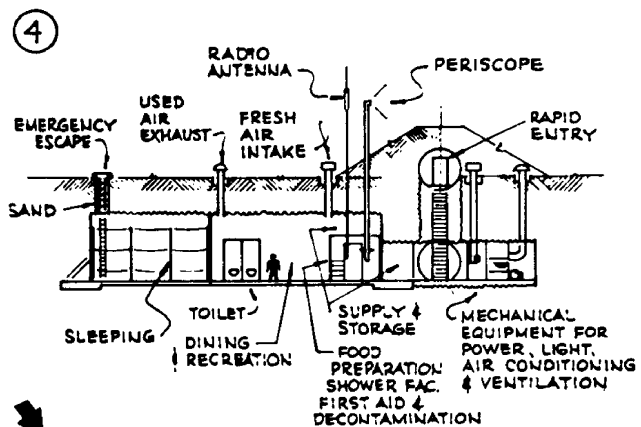 4
RADIO
ANTENNA
PERISCOPE
USED
AIR
EXHAUST
FRESH
AIR
INTAKE
EMERGENCY
ESCAPE
RAPID
ENTRY
SAND
SLEEPING
TOILET
DINING
& RECREATION
SUPPLY &
STORAGE
FOOD
PREPARATION
SHOWER FAC.
FIRST AID &
DECONTAMINATION
MECHANICAL
EQUIPMENT FOR
POWER, LIGHT,
AIR CONDITIONING
& VENTILATION